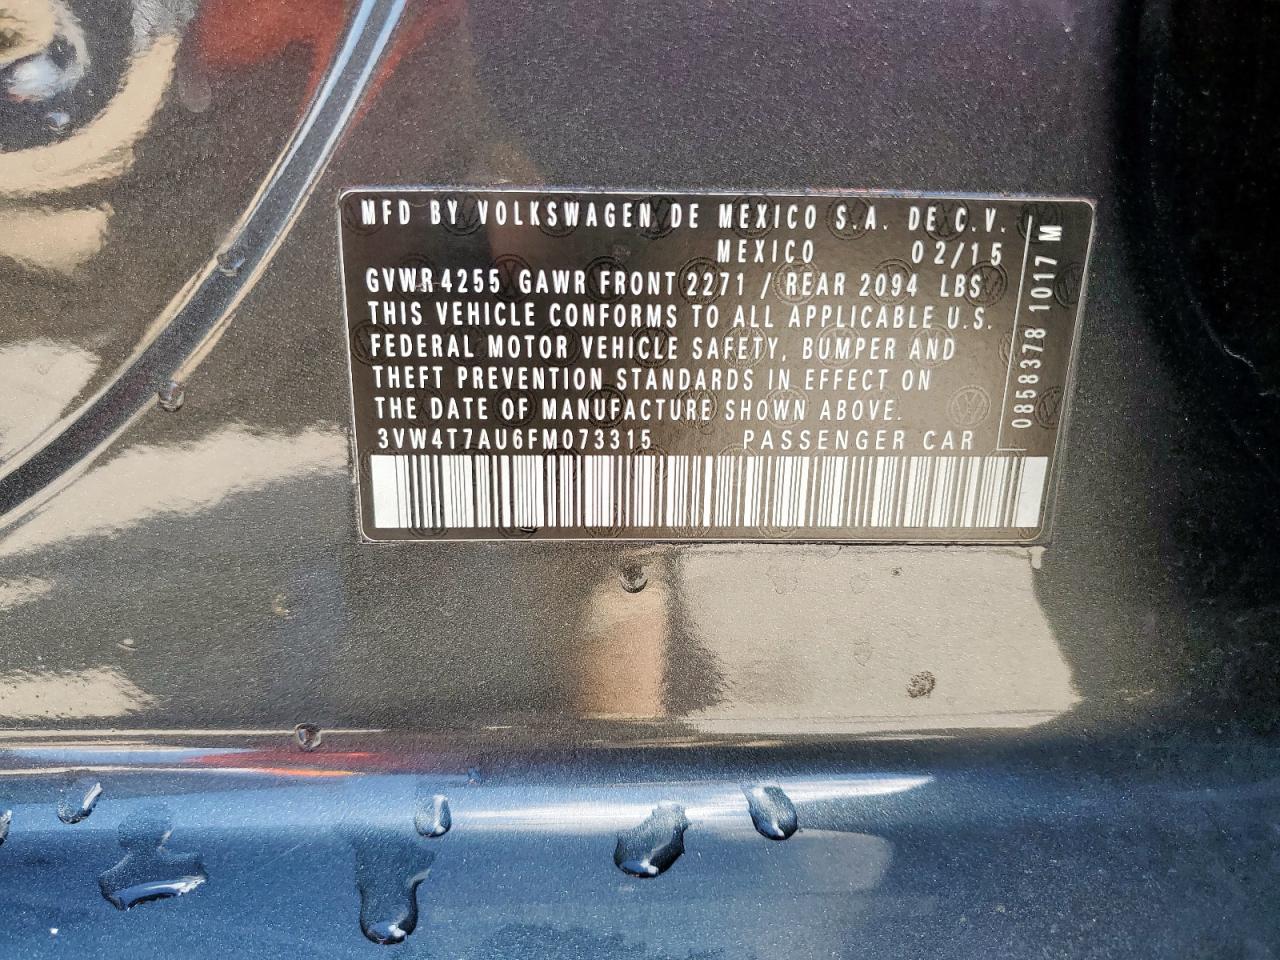 MFD BY VOLKSWAGEN DE MEXICO S.A. DE C.V.
MEXICO 02/15
GVWR 4255 GAWR FRONT 2271 / REAR 2094 LBS
THIS VEHICLE CONFORMS TO ALL APPLICABLE U.S.
FEDERAL MOTOR VEHICLE SAFETY, BUMPER AND
THEFT PREVENTION STANDARDS IN EFFECT ON
THE DATE OF MANUFACTURE SHOWN ABOVE.
3VW4T7AU6FM073315 PASSENGER CAR
0858378 1017 M